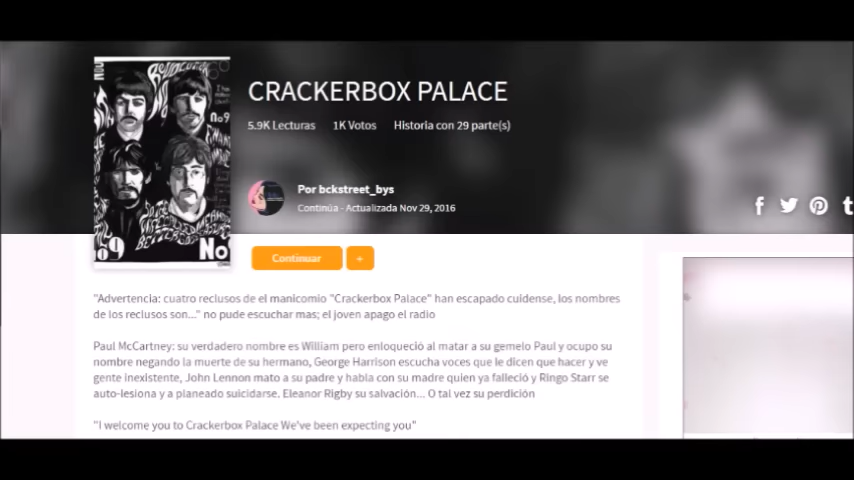 CRACKERBOX PALACE
5.9K Lecturas 1K Votos Historia con 29 parte(s)
Por bckstreet_bys
Continúa - Actualizada Nov 29, 2016
Continuar +
"Advertencia: cuatro reclusos de el manicomio "Crackerbox Palace" han escapado cuidense, los nombres
de los reclusos son..." no pude escuchar mas; el joven apago el radio
Paul McCartney: su verdadero nombre es William pero enloqueció al matar a su gemelo Paul y ocupo su
nombre negando la muerte de su hermano, George Harrison escucha voces que le dicen que hacer y ve
gente inexistente, John Lennon mato a su padre y habla con su madre quien ya falleció y Ringo Starr se
auto-lesiona y a planeado suicidarse. Eleanor Rigby su salvación... O tal vez su perdición
"I welcome you to Crackerbox Palace We've been expecting you"
no9
No